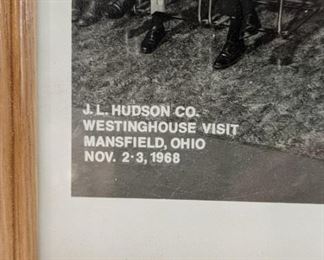 J. L. HUDSON CO.
WESTINGHOUSE VISIT
MANSFIELD, OHIO
NOV. 2-3, 1968